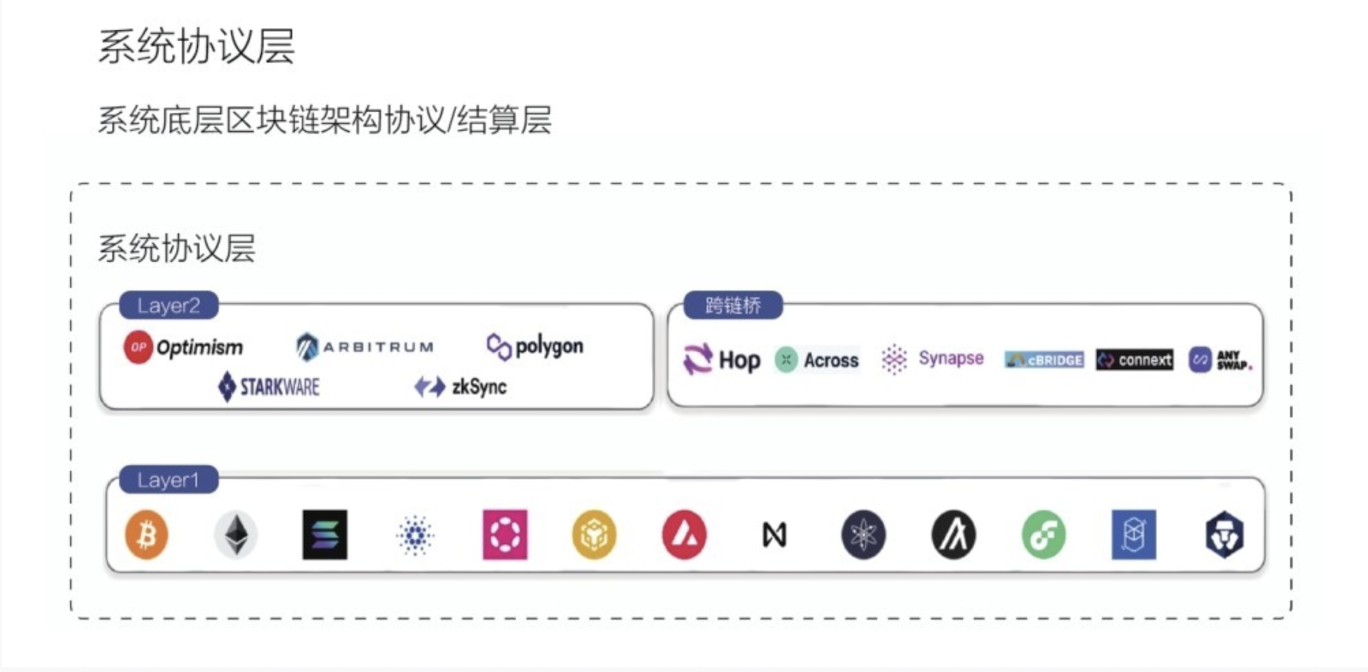 系统协议层
系统底层区块链架构协议/结算层
系统协议层
Layer2
OP Optimism
ARBITRUM
polygon
STARKWARE
zkSync
跨链桥
Hop
Across
Synapse
cBRIDGE
connext
ANY
SWAP.
Layer1